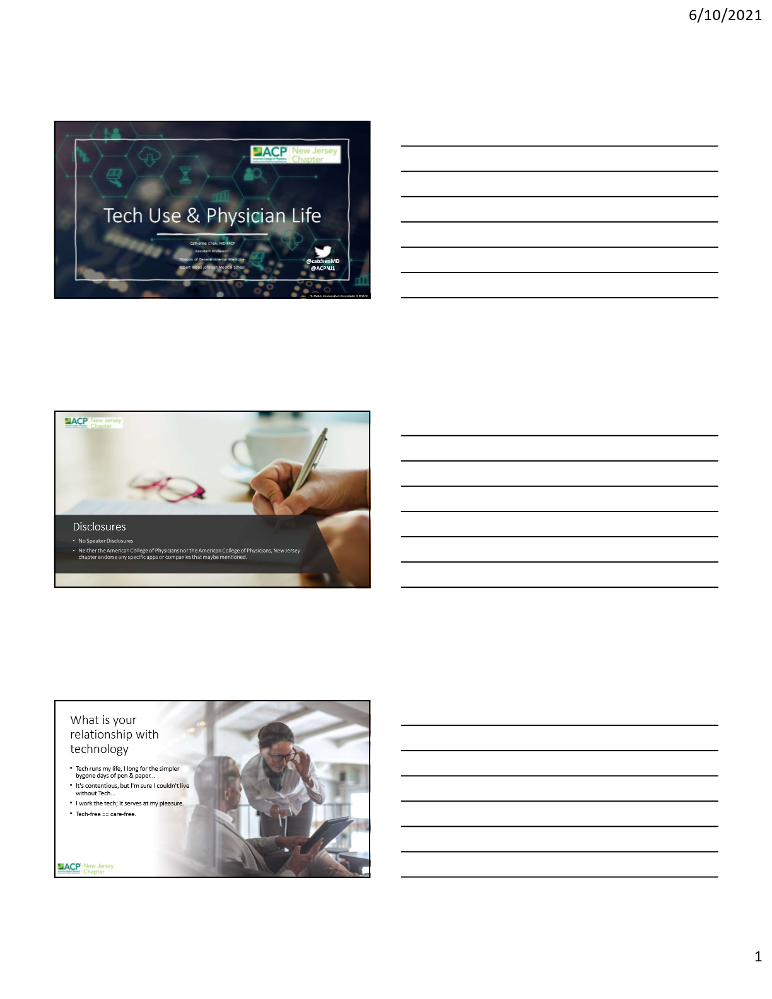 6/10/2021
ACP New Jersey
American College of Physicians Chapter
Tech Use & Physician Life
Catherine Chen, MD FACP
Assistant Professor
Division of General Internal Medicine
Robert Wood Johnson Medical School
@catchenMD
@ACPNJ1
ACP New Jersey
Chapter
Disclosures
• No Speaker Disclosures
• Neither the American College of Physicians nor the American College of Physicians, New Jersey
chapter endorse any specific apps or companies that maybe mentioned.
What is your
relationship with
technology
• Tech runs my life, I long for the simpler
bygone days of pen & paper...
• It's contentious, but I'm sure I couldn't live
without Tech...
• I work the tech; it serves at my pleasure.
• Tech-free == care-free.
ACP New Jersey
Chapter
1